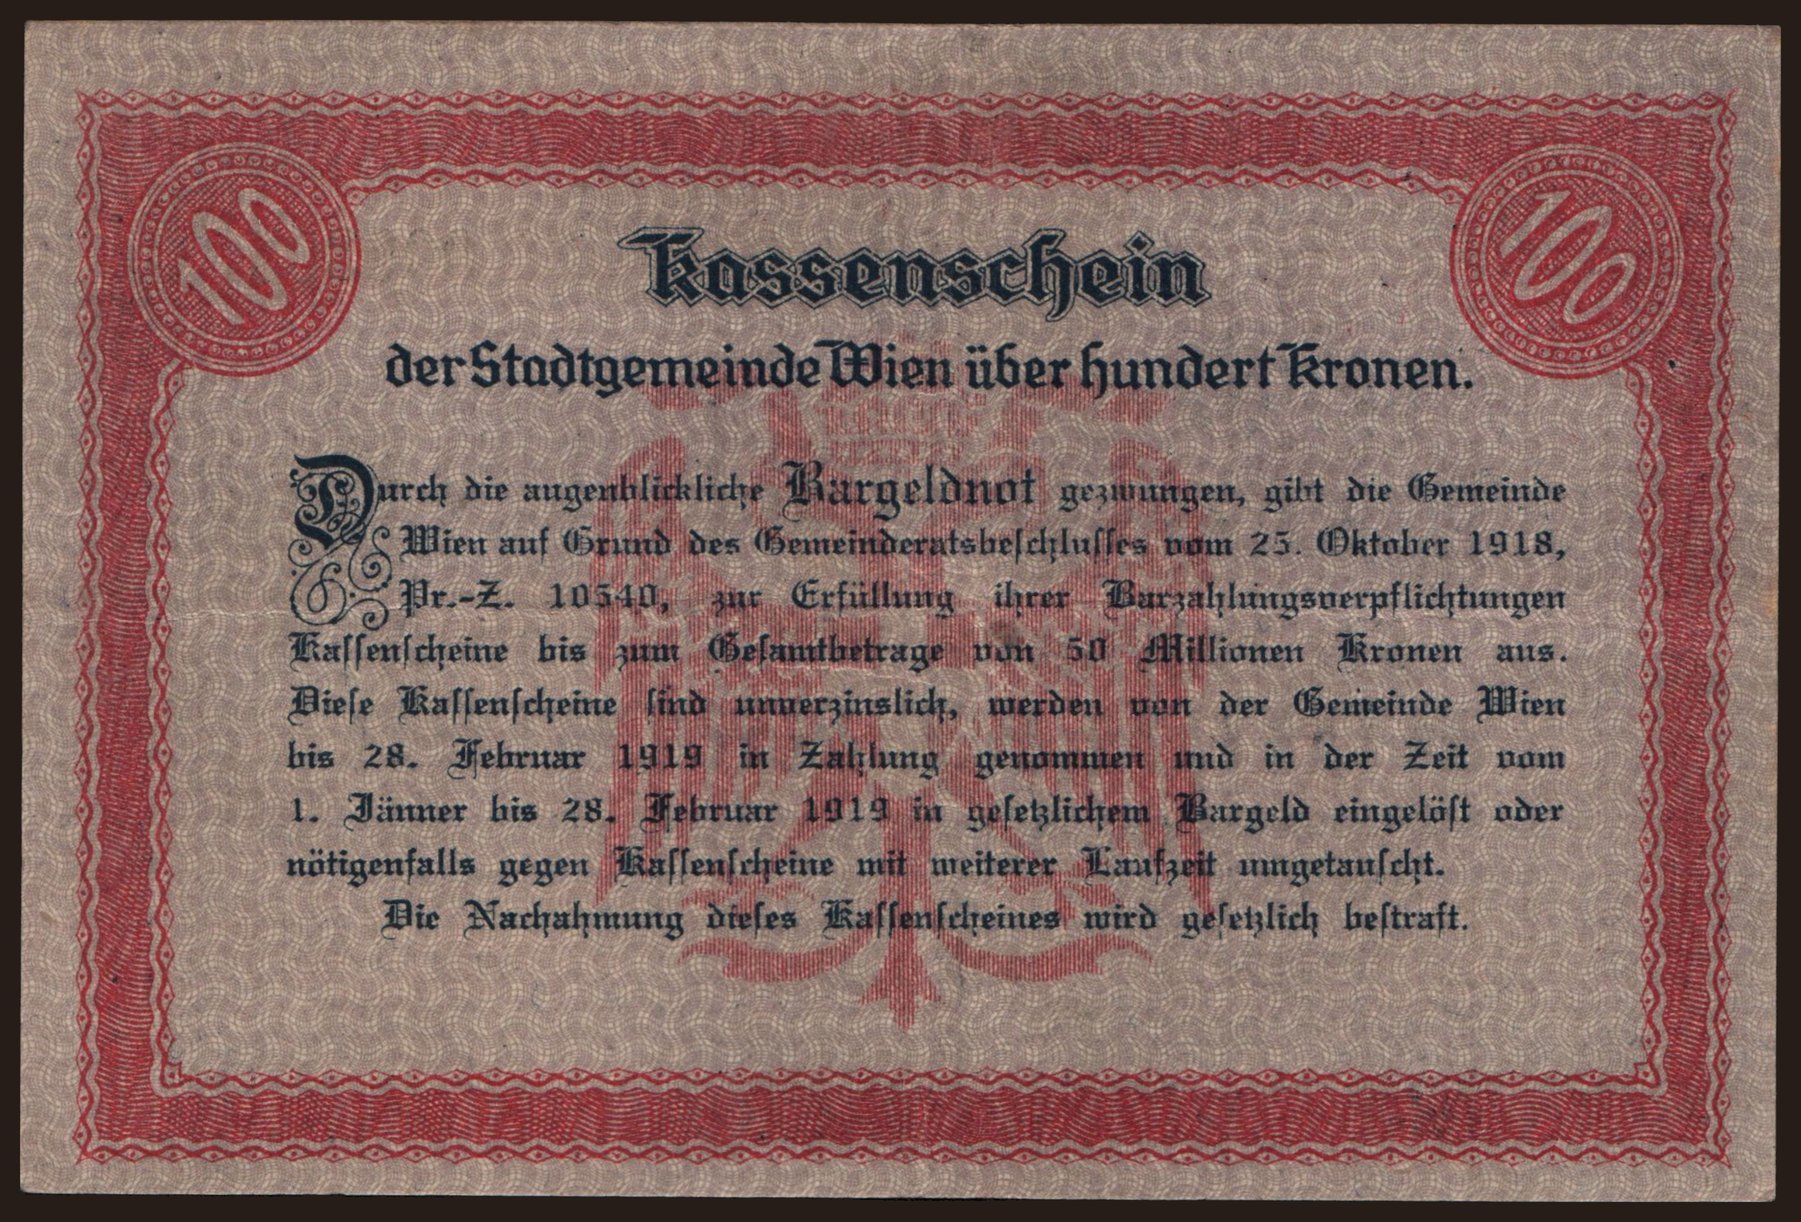 100
100
Kassenschein
der Stadtgemeinde Wien über hundert Kronen.
Durch die augenblickliche Bargeldnot gezwungen, gibt die Gemeinde
Wien auf Grund des Gemeinderatsbeschlusses vom 25. Oktober 1918,
Pr.-Z. 10540, zur Erfüllung ihrer Barzahlungsverpflichtungen
Kassenscheine bis zum Gesamtbetrage von 50 Millionen Kronen aus.
Diese Kassenscheine sind unverzinslich, werden von der Gemeinde Wien
bis 28. Februar 1919 in Zahlung genommen und in der Zeit vom
1. Jänner bis 28. Februar 1919 in gesetzlichem Bargeld eingelöst oder
nötigenfalls gegen Kassenscheine mit weiterer Laufzeit umgetauscht.
Die Nachahmung dieses Kassenscheines wird gesetzlich bestraft.